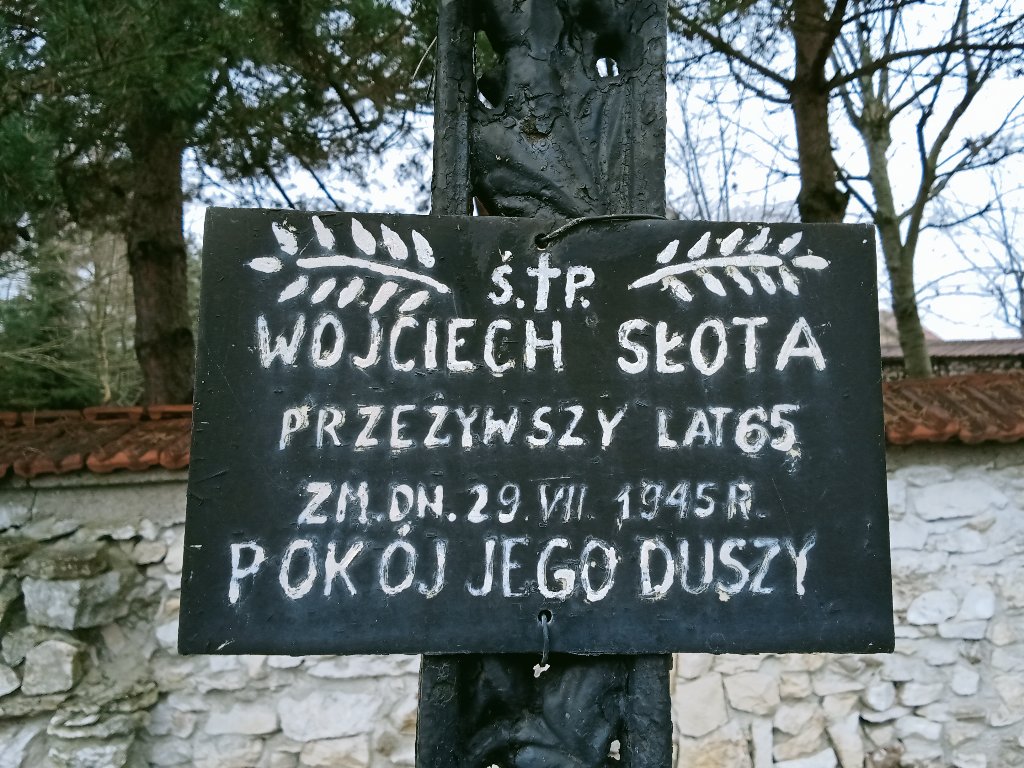 Ś.†P.
WOJCIECH SŁOTA
PRZEŻYWSZY LAT 65
ZM. DN. 29. VII. 1945 R.
POKÓJ JEGO DUSZY